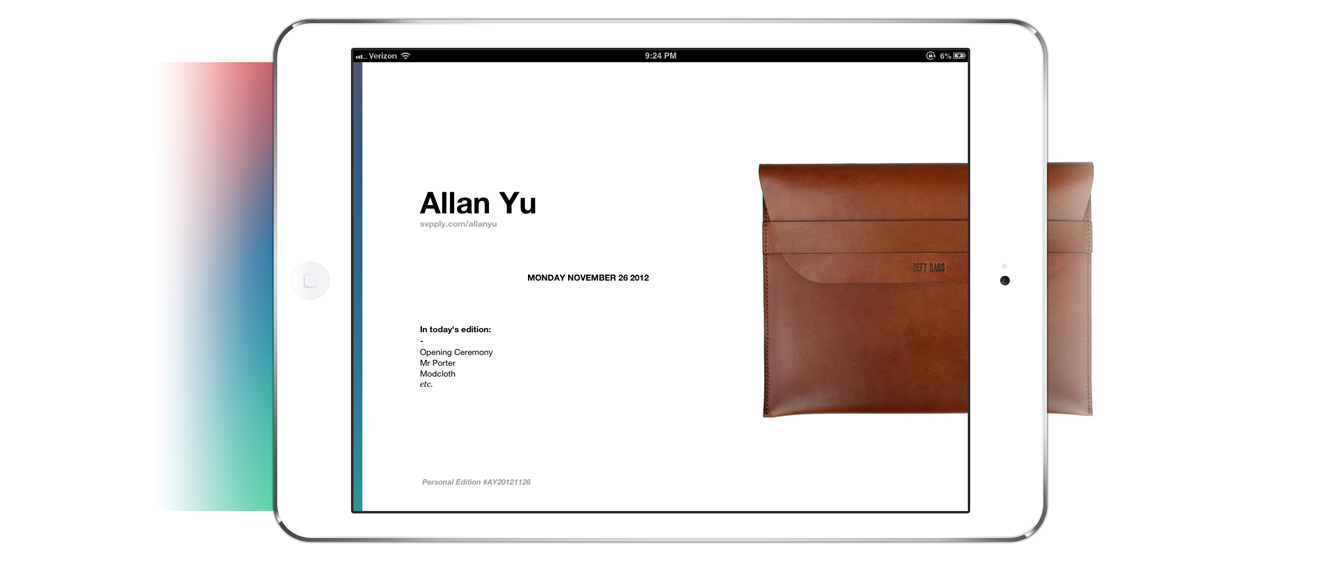 Verizon 9:24 PM 6%
Allan Yu
svpply.com/allanyu
MONDAY NOVEMBER 26 2012
In today's edition:
-
Opening Ceremony
Mr Porter
Modcloth
etc.
Personal Edition #AY20121126
DEFY BAGS